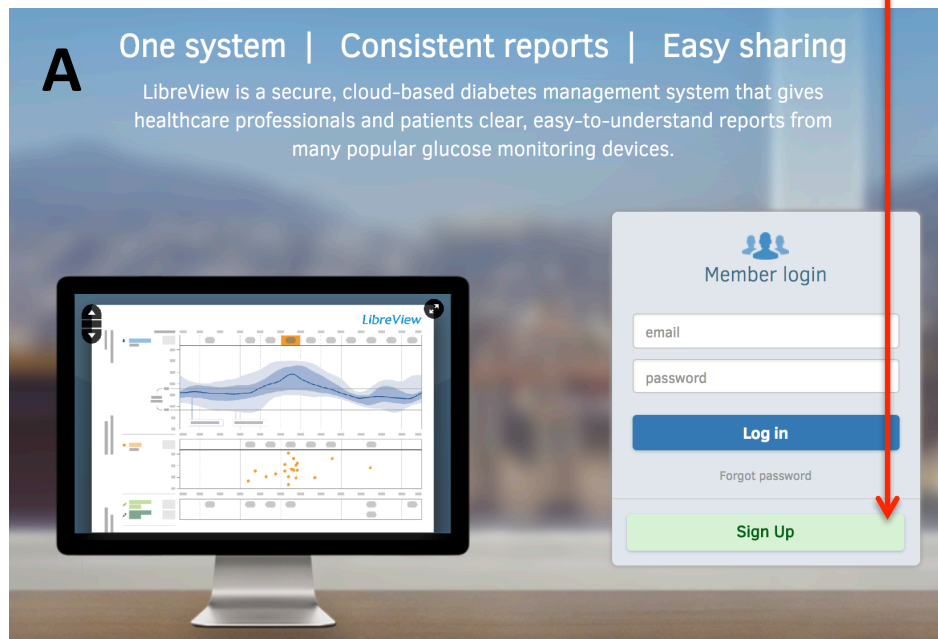 A
One system | Consistent reports | Easy sharing
LibreView is a secure, cloud-based diabetes management system that gives
healthcare professionals and patients clear, easy-to-understand reports from
many popular glucose monitoring devices.
Member login
LibreView
email
password
Log in
Forgot password
Sign Up